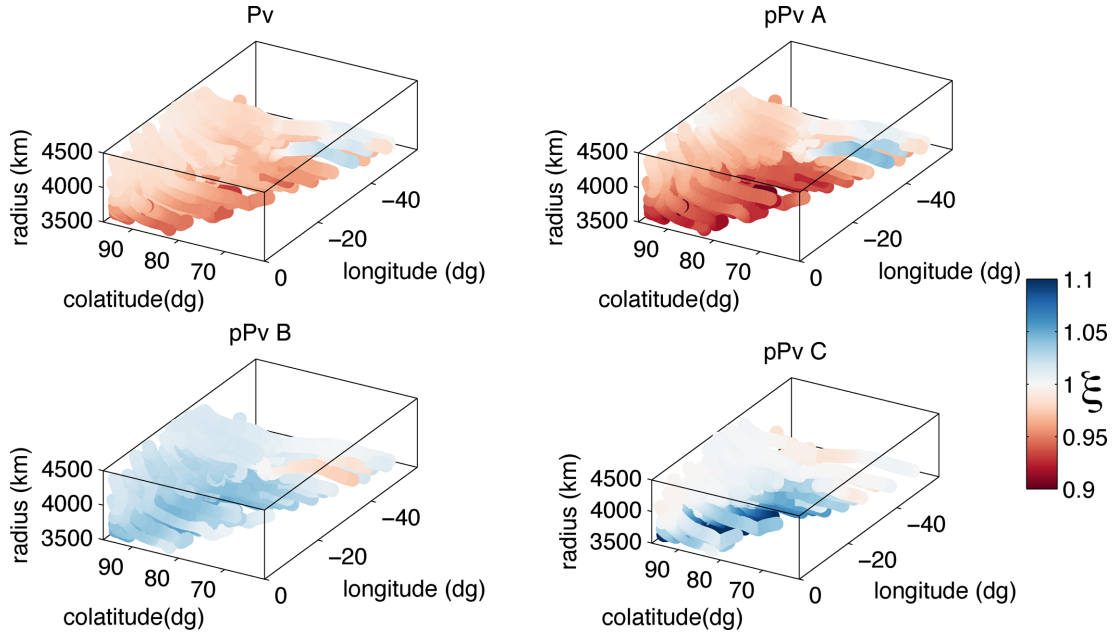 Pv
radius (km)
4500
4000
3500
90
80
70
colatitude(dg)
0
−20
−40
longitude (dg)
pPv A
radius (km)
4500
4000
3500
90
80
70
colatitude(dg)
0
−20
−40
longitude (dg)
1.1
1.05
1
0.95
0.9
ξ
pPv B
radius (km)
4500
4000
3500
90
80
70
colatitude(dg)
0
−20
−40
longitude (dg)
pPv C
radius (km)
4500
4000
3500
90
80
70
colatitude(dg)
0
−20
−40
longitude (dg)